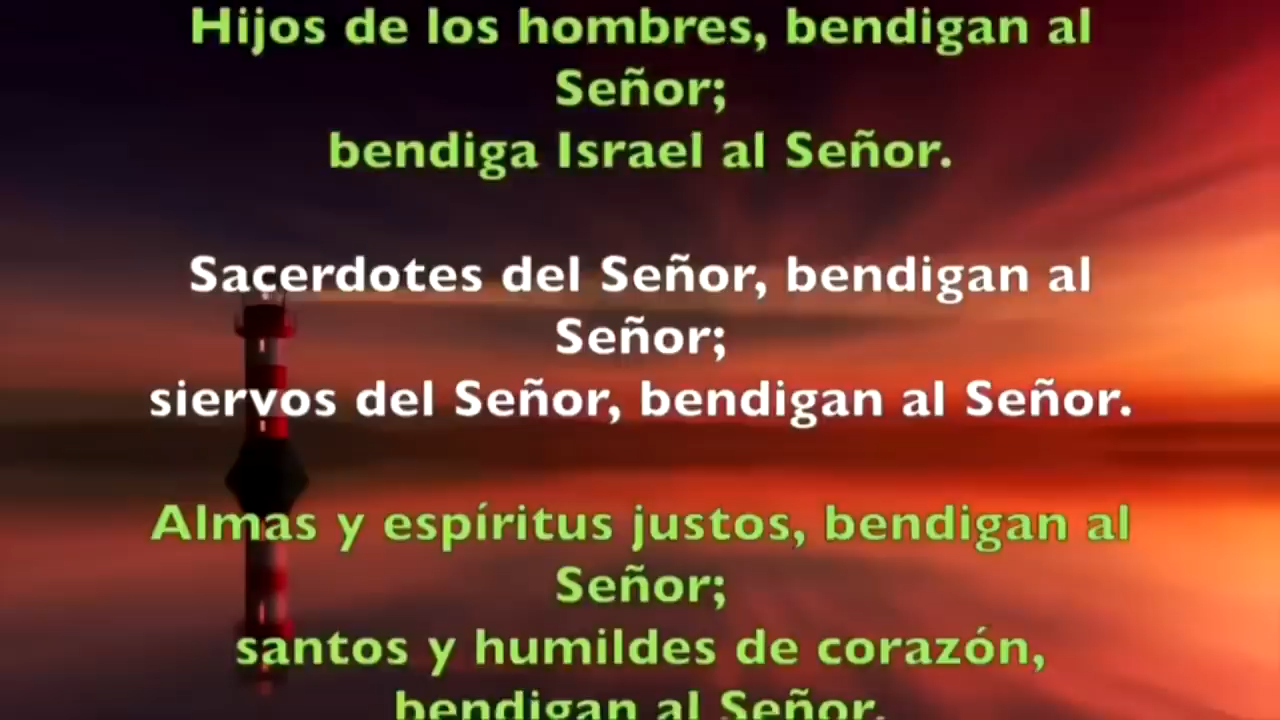 Hijos de los hombres, bendigan al
Señor;
bendiga Israel al Señor.
Sacerdotes del Señor, bendigan al
Señor;
siervos del Señor, bendigan al Señor.
Almas y espíritus justos, bendigan al
Señor;
santos y humildes de corazón,
bendigan al Señor.